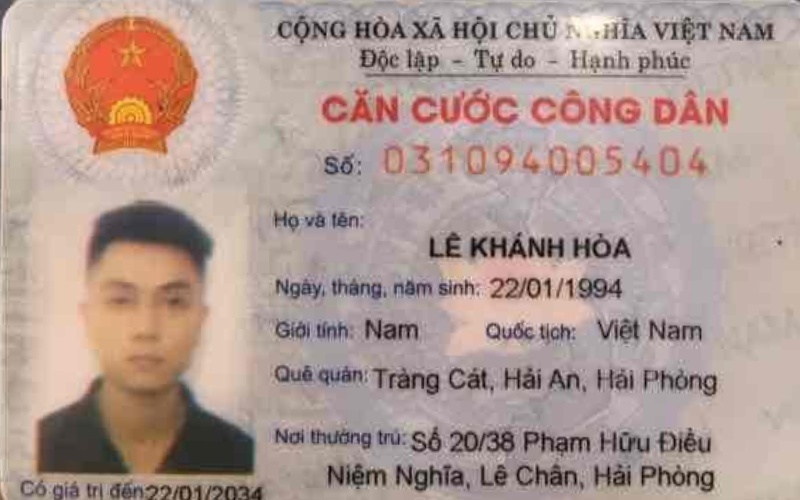 CỘNG HÒA XÃ HỘI CHỦ NGHĨA VIỆT NAM
Độc lập - Tự do - Hạnh phúc
CĂN CƯỚC CÔNG DÂN
Số: 031094005404
Họ và tên:
LÊ KHÁNH HÒA
Ngày, tháng, năm sinh: 22/01/1994
Giới tính: Nam Quốc tịch: Việt Nam
Quê quán: Tràng Cát, Hải An, Hải Phòng
Nơi thường trú: Số 20/38 Phạm Hữu Điều
Niệm Nghĩa, Lê Chân, Hải Phòng
Có giá trị đến 22/01/2034